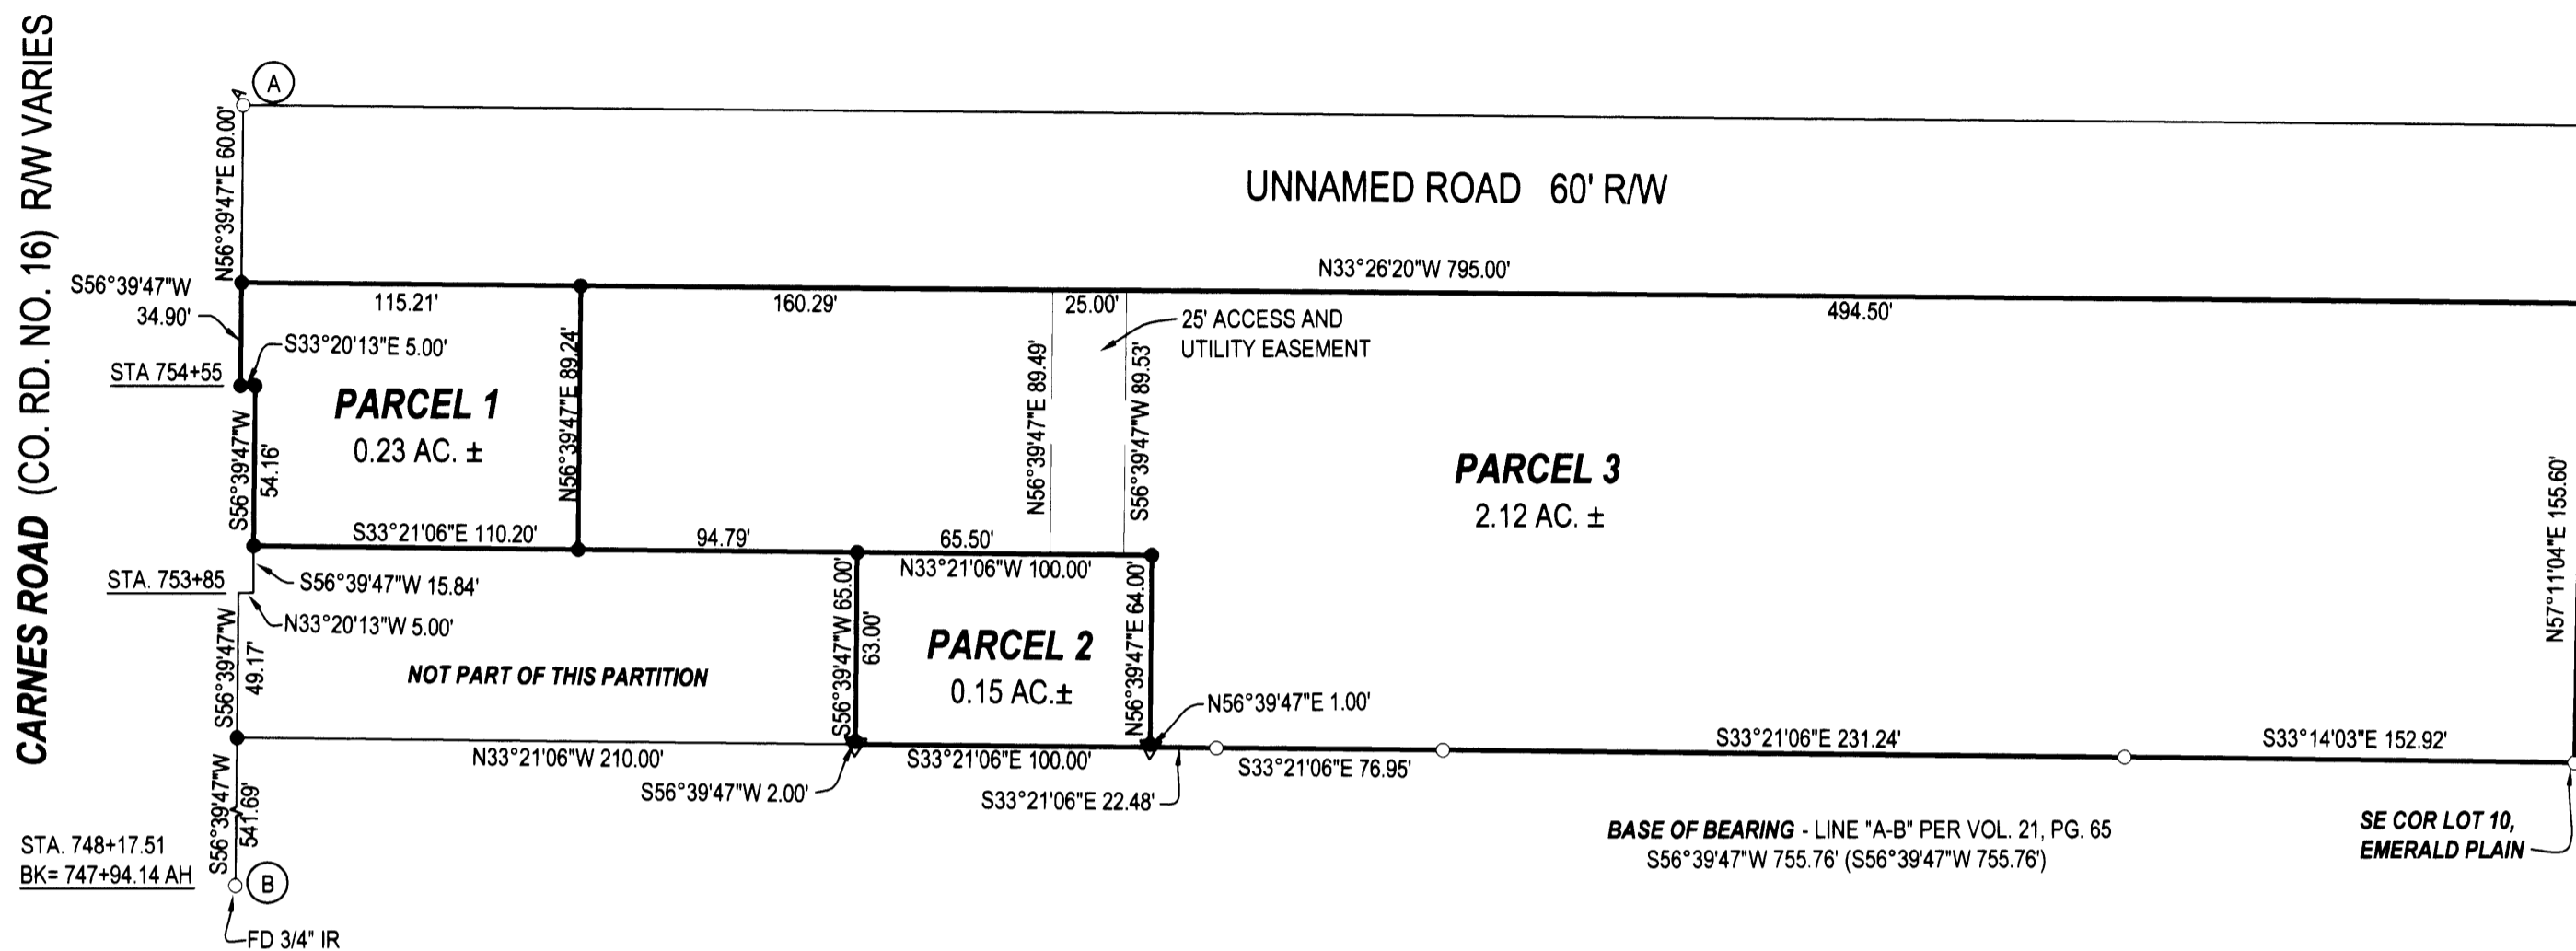 CARNES ROAD (CO. RD. NO. 16) R/W VARIES
A
N56°39'47"E 60.00'
UNNAMED ROAD 60' R/W
N33°26'20"W 795.00'
S56°39'47"W
34.90'
115.21'
160.29'
25.00'
494.50'
25' ACCESS AND
UTILITY EASEMENT
S33°20'13"E 5.00'
STA 754+55
PARCEL 1
0.23 AC. ±
N56°39'47"E 89.24'
N56°39'47"E 89.49'
S56°39'47"W 89.53'
PARCEL 3
2.12 AC. ±
N57°11'04"E 155.60'
S56°39'47"W
54.16'
S33°21'06"E 110.20'
94.79'
65.50'
N33°21'06"W 100.00'
STA. 753+85
S56°39'47"W 15.84'
N33°20'13"W 5.00'
S56°39'47"W
49.17'
NOT PART OF THIS PARTITION
S56°39'47"W 65.00'
63.00'
PARCEL 2
0.15 AC.±
N56°39'47"E 64.00'
N56°39'47"E 1.00'
N33°21'06"W 210.00'
S56°39'47"W 2.00'
S33°21'06"E 100.00'
S33°21'06"E 22.48'
S33°21'06"E 76.95'
S33°21'06"E 231.24'
S33°14'03"E 152.92'
S56°39'47"W
541.69'
STA. 748+17.51
BK= 747+94.14 AH
B
FD 3/4" IR
BASE OF BEARING - LINE "A-B" PER VOL. 21, PG. 65
S56°39'47"W 755.76' (S56°39'47"W 755.76')
SE COR LOT 10,
EMERALD PLAIN